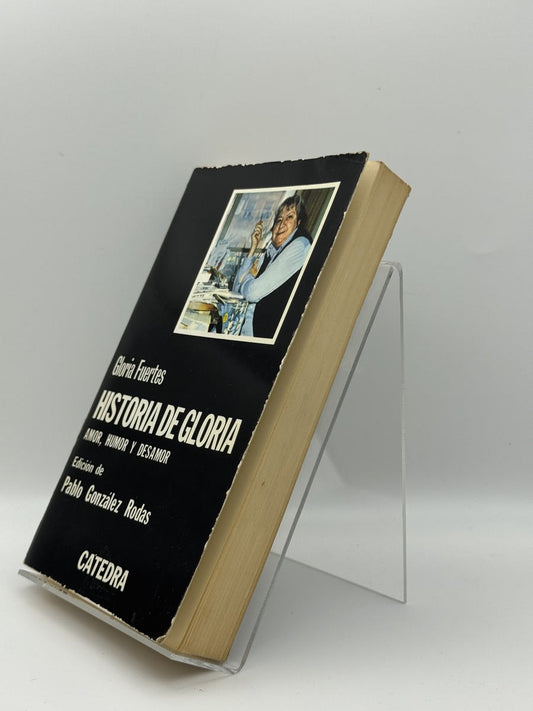 Gloria Fuertes
HISTORIA DE GLORIA
AMOR, HUMOR Y DESAMOR
Edición de
Pablo González Rodas
CATEDRA